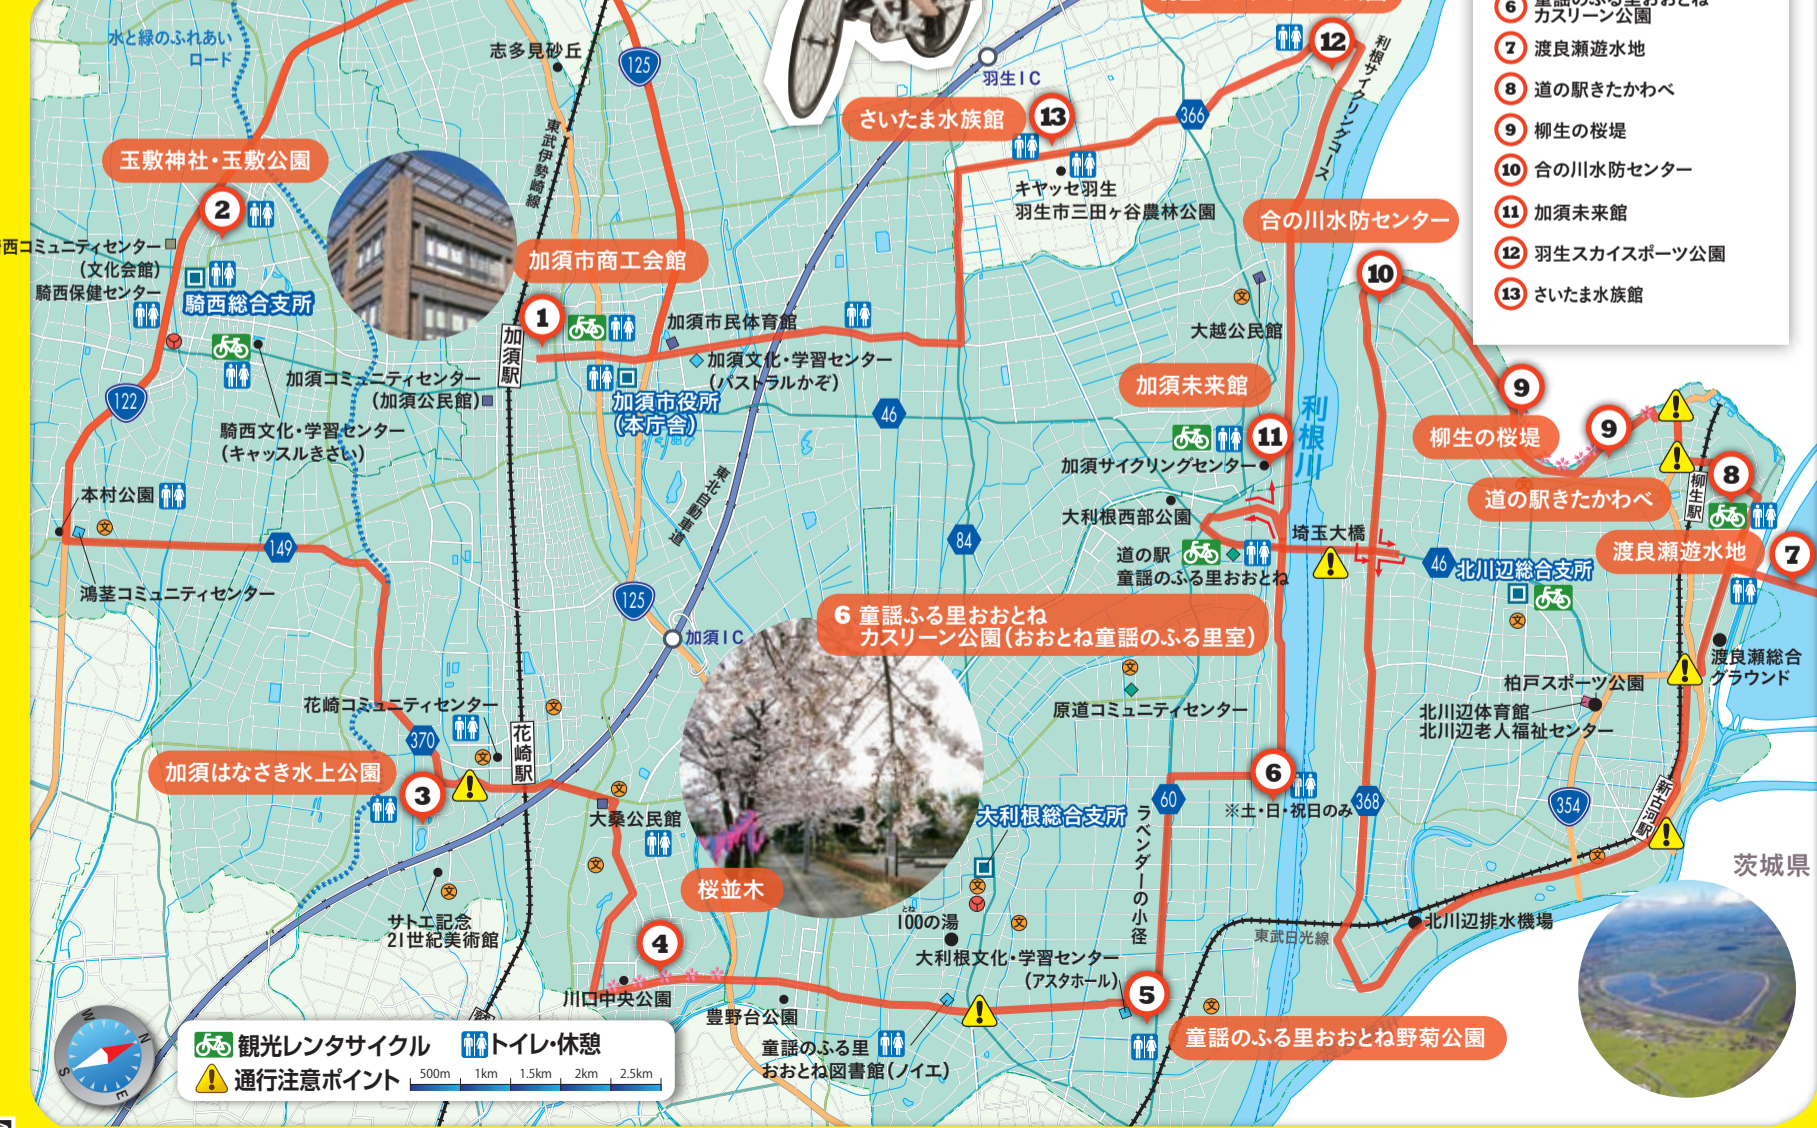 水と緑のふれあい
ロード
志多見砂丘
125
東武伊勢崎線
羽生IC
12
利根サイクリングコース
366
さいたま水族館
13
キヤッセ羽生
羽生市三田ヶ谷農林公園
6 童謡のふる里おおとね
カスリーン公園
7 渡良瀬遊水地
8 道の駅きたかわべ
9 柳生の桜堤
10 合の川水防センター
11 加須未来館
12 羽生スカイスポーツ公園
13 さいたま水族館
玉敷神社・玉敷公園
2
西コミュニティセンター
(文化会館)
騎西保健センター
騎西総合支所
加須市商工会館
1
加須駅
加須市民体育館
加須文化・学習センター
(パストラルかぞ)
加須市役所
(本庁舎)
加須コミュニティセンター
(加須公民館)
騎西文化・学習センター
(キャッスルきさい)
122
46
合の川水防センター
10
大越公民館
加須未来館
11
利根川
加須サイクリングセンター
大利根西部公園
道の駅
童謡のふる里おおとね
埼玉大橋
9
柳生の桜堤
9
8
柳生駅
道の駅きたかわべ
渡良瀬遊水地
7
46
北川辺総合支所
本村公園
149
鴻茎コミュニティセンター
東北自動車道
84
125
加須IC
6 童謡ふる里おおとね
カスリーン公園(おおとね童謡のふる里室)
原道コミュニティセンター
渡良瀬総合
グラウンド
柏戸スポーツ公園
北川辺体育館
北川辺老人福祉センター
花崎コミュニティセンター
370
花崎駅
加須はなさき水上公園
3
大桑公民館
サトエ記念
21世紀美術館
桜並木
大利根総合支所
60
ラベンダーの小径
6
※土・日・祝日のみ
368
354
新古河駅
茨城県
とね
100の湯
大利根文化・学習センター
(アスタホール)
東武日光線
北川辺排水機場
4
川口中央公園
豊野台公園
5
童謡のふる里おおとね野菊公園
童謡のふる里
おおとね図書館(ノイエ)
W
N
S
E
観光レンタサイクル
トイレ・休憩
通行注意ポイント
500m
1km
1.5km
2km
2.5km